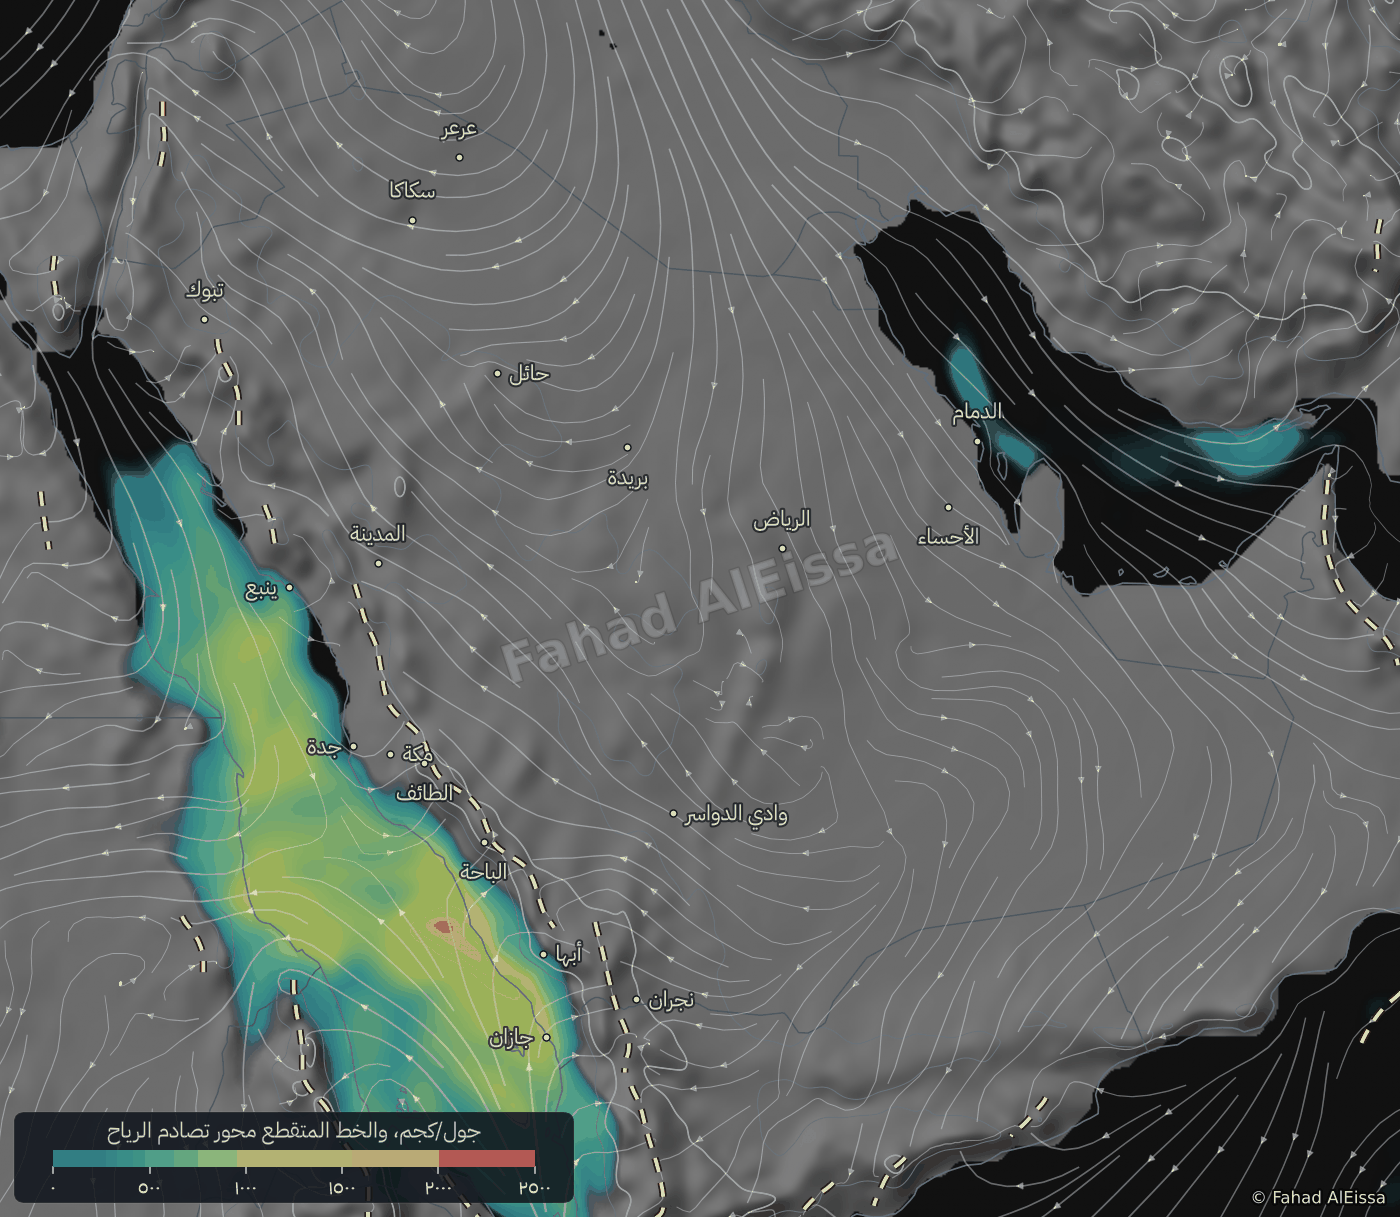 عرعر
سكاكا
تبوك
حائل
الدمام
بريدة
الرياض
المدينة
الأحساء
ينبع
Fahad AlEissa
جدة
مكة
الطائف
وادي الدواسر
الباحة
أبها
نجران
جازان
جول/كجم، والخط المتقطع محور تصادم الرياح
٠ ٥٠٠ ١٠٠٠ ١٥٠٠ ٢٠٠٠ ٢٥٠٠
© Fahad AlEissa